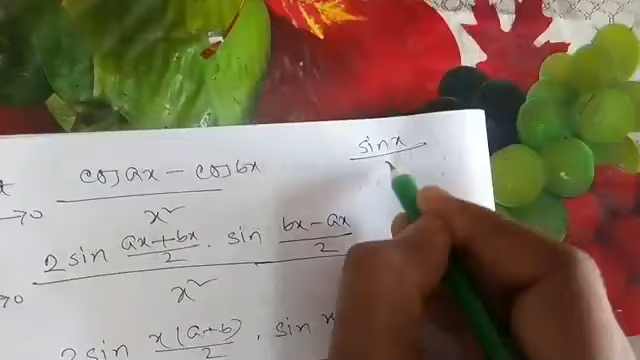 sin x
cos ax - cos bx
x→0
x²
2 sin (ax+bx)/2 . sin (bx-ax)/2
→0
x²
2 sin x(a+b)/2 . sin x